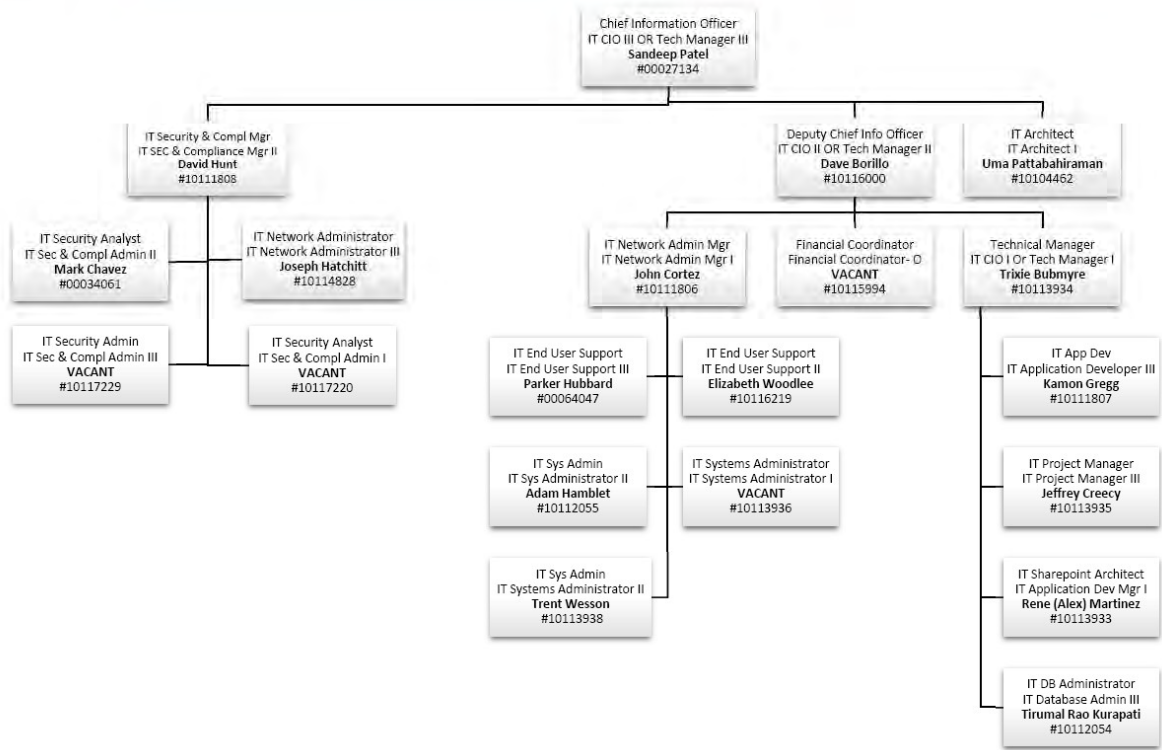 Chief Information Officer
IT CIO III OR Tech Manager III
Sandeep Patel
#00027134
IT Security & Compl Mgr
IT SEC & Compliance Mgr II
David Hunt
#10111808
Deputy Chief Info Officer
IT CIO II OR Tech Manager II
Dave Borillo
#10116000
IT Architect
IT Architect I
Uma Pattabahiraman
#10104462
IT Security Analyst
IT Sec & Compl Admin II
Mark Chavez
#00034061
IT Network Administrator
IT Network Administrator III
Joseph Hatchitt
#10114828
IT Network Admin Mgr
IT Network Admin Mgr I
John Cortez
#10111806
Financial Coordinator
Financial Coordinator- O
VACANT
#10115994
Technical Manager
IT CIO I Or Tech Manager I
Trixie Bubmyre
#10113934
IT Security Admin
IT Sec & Compl Admin III
VACANT
#10117229
IT Security Analyst
IT Sec & Compl Admin I
VACANT
#10117220
IT End User Support
IT End User Support III
Parker Hubbard
#00064047
IT End User Support
IT End User Support II
Elizabeth Woodlee
#10116219
IT App Dev
IT Application Developer III
Kamon Gregg
#10111807
IT Sys Admin
IT Sys Administrator II
Adam Hamblet
#10112055
IT Systems Administrator
IT Systems Administrator I
VACANT
#10113936
IT Project Manager
IT Project Manager III
Jeffrey Creecy
#10113935
IT Sys Admin
IT Systems Administrator II
Trent Wesson
#10113938
IT Sharepoint Architect
IT Application Dev Mgr I
Rene (Alex) Martinez
#10113933
IT DB Administrator
IT Database Admin III
Tirumal Rao Kurapati
#10112054